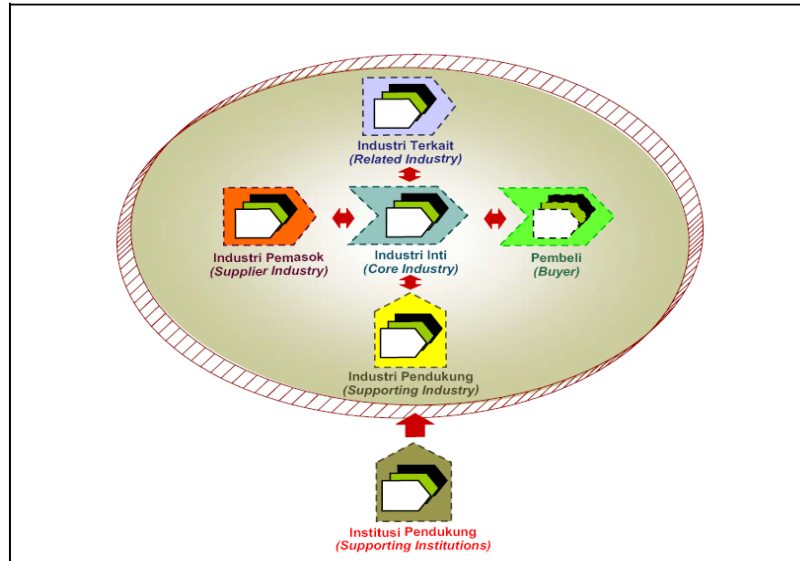 Industri Terkait
(Related Industry)
Industri Pemasok
(Supplier Industry)
Industri Inti
(Core Industry)
Pembeli
(Buyer)
Industri Pendukung
(Supporting Industry)
Institusi Pendukung
(Supporting Institutions)